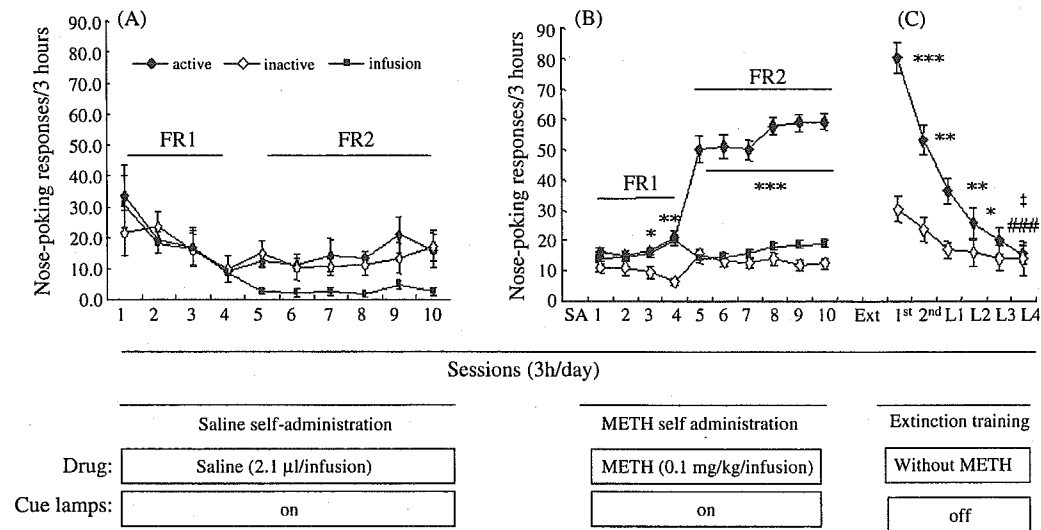 (A)
(B)
(C)
Nose-poking responses/3 hours
90.0
80.0
70.0
60.0
50.0
40.0
30.0
20.0
10.0
0.0
active
inactive
infusion
FR1
FR2
1 2 3 4 5 6 7 8 9 10
Nose-poking responses/3 hours
90
80
70
60
50
40
30
20
10
0
FR1
FR2
*
**
***
SA 1 2 3 4 5 6 7 8 9 10
***
**
**
*
‡
###
Ext 1st 2nd L1 L2 L3 L4
Sessions (3h/day)
Saline self-administration
METH self administration
Extinction training
Drug:
Saline (2.1 μl/infusion)
METH (0.1 mg/kg/infusion)
Without METH
Cue lamps:
on
on
off